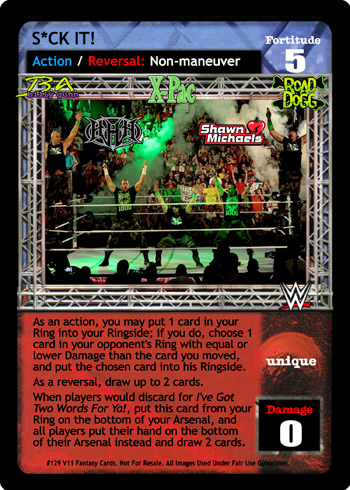 S*CK IT!
Fortitude
5
Action / Reversal: Non-maneuver
BA
billy gunn
X-Pac
ROAD
DOGG
HHH
Shawn
Michaels
W
As an action, you may put 1 card in your
Ring into your Ringside; if you do, choose 1
card in your opponent's Ring with equal or
lower Damage than the card you moved,
and put the chosen card into his Ringside.
As a reversal, draw up to 2 cards.
When players would discard for I've Got
Two Words For Ya!, put this card from your
Ring on the bottom of your Arsenal, and
all players put their hand on the bottom
of their Arsenal instead and draw 2 cards.
unique
Damage
0
#129 V11 Fantasy Cards. Not For Resale. All Images Used Under Fair Use Guidelines.